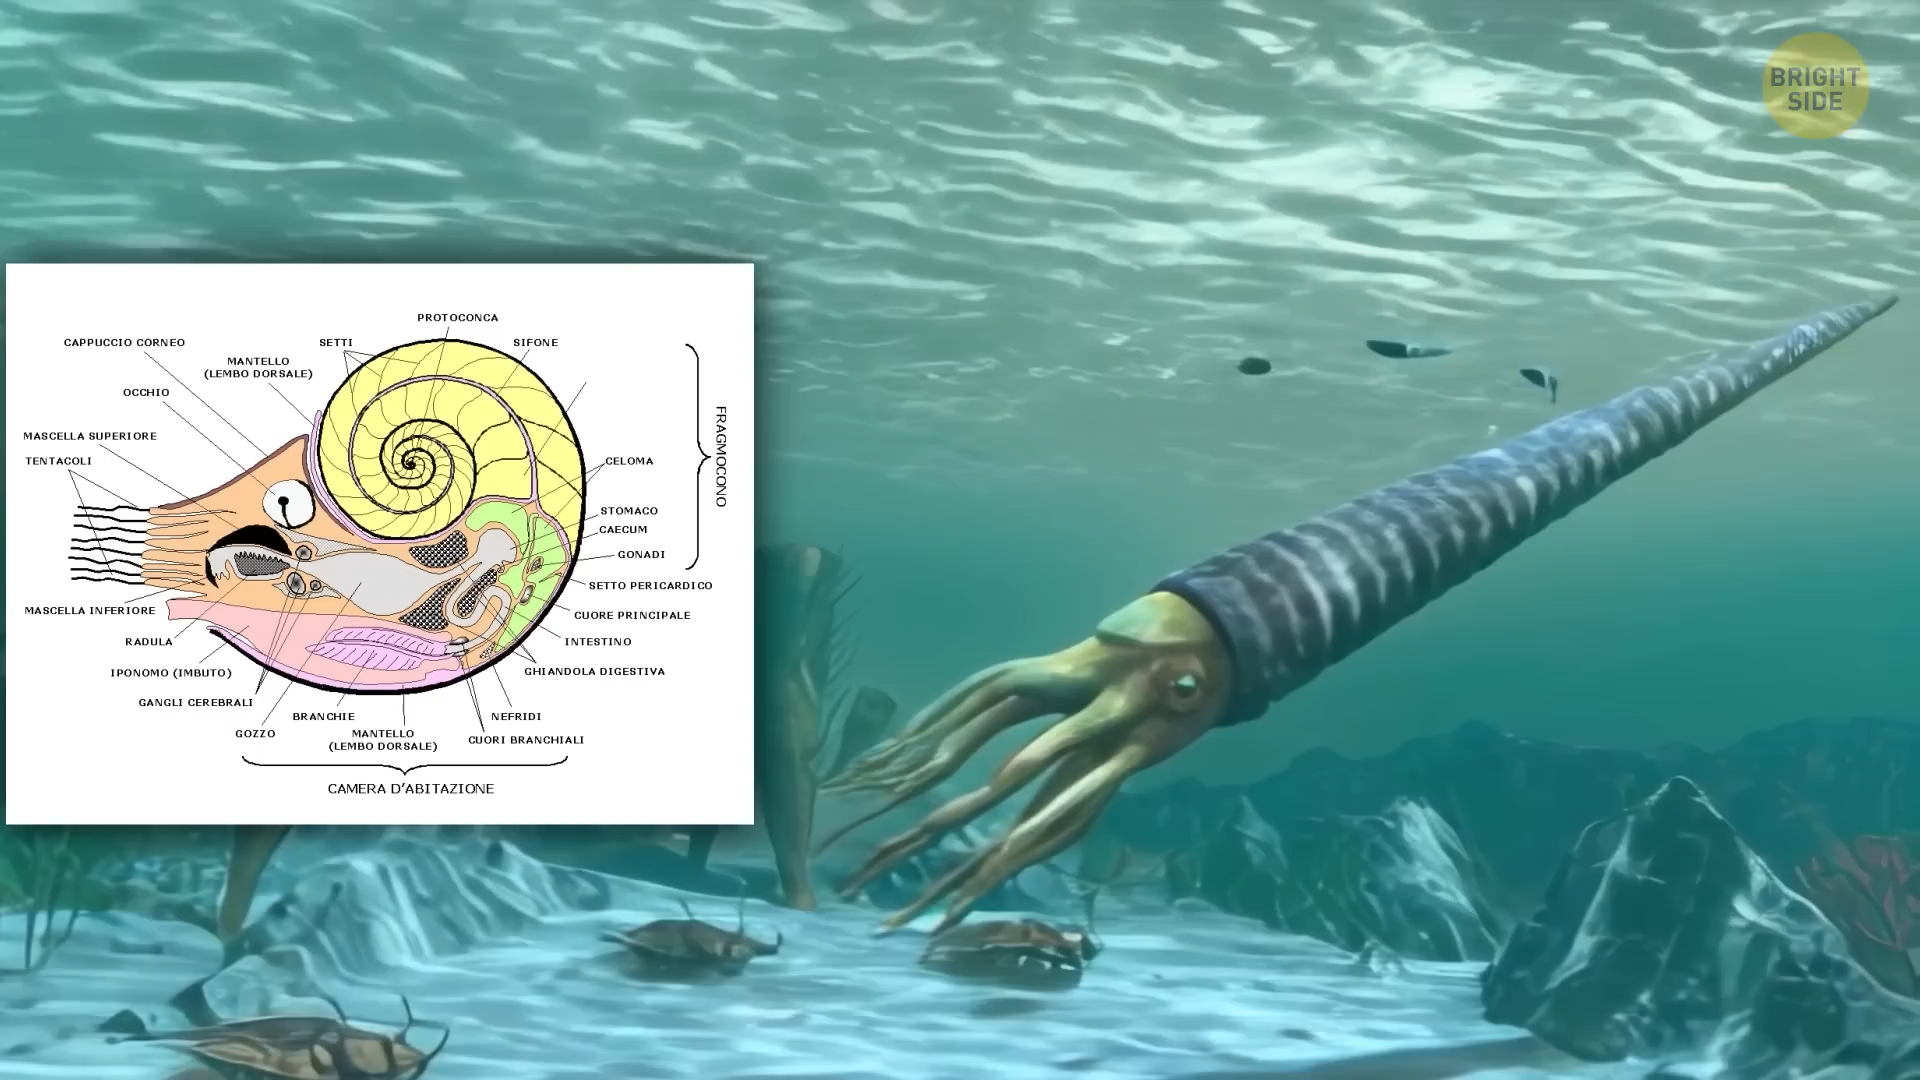 BRIGHT
SIDE
PROTOCONCA
CAPPUCCIO CORNEO
SETTI
SIFONE
MANTELLO
(LEMBO DORSALE)
OCCHIO
MASCELLA SUPERIORE
TENTACOLI
FRAGMOCONO
CELOMA
STOMACO
CAECUM
GONADI
SETTO PERICARDICO
MASCELLA INFERIORE
CUORE PRINCIPALE
RADULA
INTESTINO
IPONOMO (IMBUTO)
GHIANDOLA DIGESTIVA
GANGLI CEREBRALI
BRANCHIE
NEFRIDI
GOZZO
MANTELLO
(LEMBO DORSALE)
CUORI BRANCHIALI
CAMERA D'ABITAZIONE